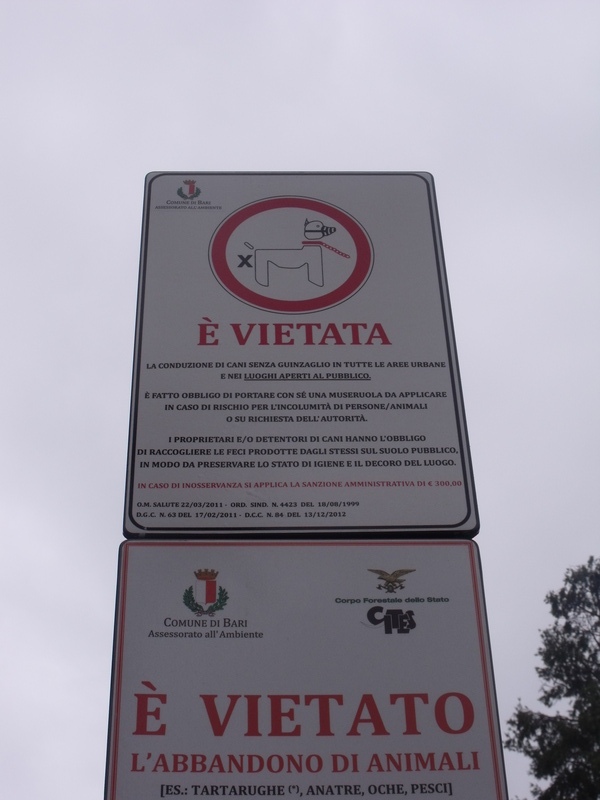 COMUNE DI BARI
ASSESSORATO ALL'AMBIENTE
X
È VIETATA
LA CONDUZIONE DI CANI SENZA GUINZAGLIO IN TUTTE LE AREE URBANE
E NEI LUOGHI APERTI AL PUBBLICO.
È FATTO OBBLIGO DI PORTARE CON SÉ UNA MUSERUOLA DA APPLICARE
IN CASO DI RISCHIO PER L'INCOLUMITÀ DI PERSONE/ANIMALI
O SU RICHIESTA DELL'AUTORITÀ.
I PROPRIETARI E/O DETENTORI DI CANI HANNO L'OBBLIGO
DI RACCOGLIERE LE FECI PRODOTTE DAGLI STESSI SUL SUOLO PUBBLICO,
IN MODO DA PRESERVARE LO STATO DI IGIENE E IL DECORO DEL LUOGO.
IN CASO DI INOSSERVANZA SI APPLICA LA SANZIONE AMMINISTRATIVA DI € 300,00
O.M. SALUTE 22/03/2011 - ORD. SIND. N. 4423 DEL 18/08/1999
D.G.C. N. 63 DEL 17/02/2011 - D.C.C. N. 84 DEL 13/12/2012
COMUNE DI BARI
Assessorato all'Ambiente
Corpo Forestale dello Stato
CITES
È VIETATO
L'ABBANDONO DI ANIMALI
[ES.: TARTARUGHE (*), ANATRE, OCHE, PESCI]